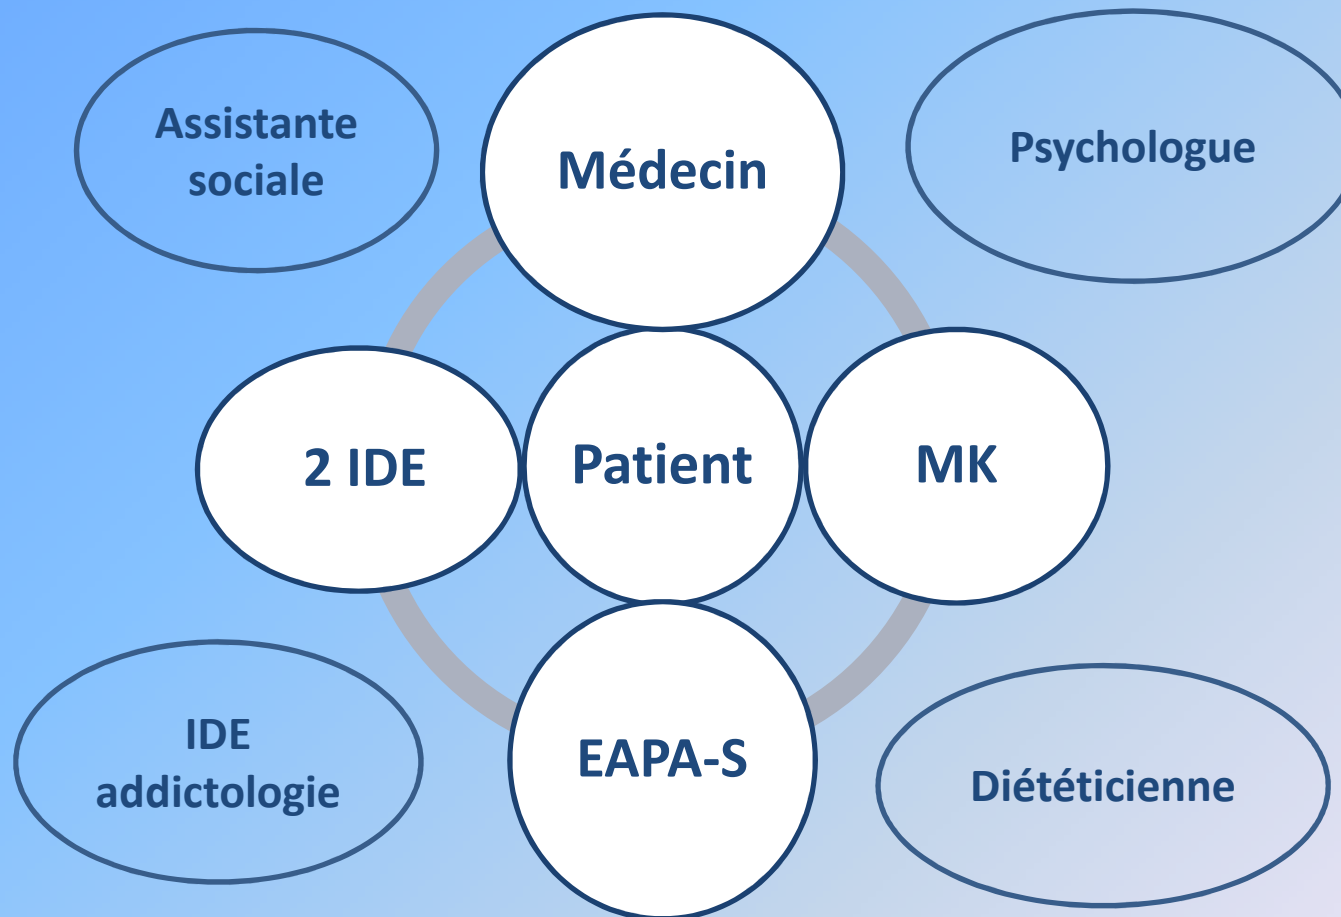 Assistante
sociale
Médecin
Psychologue
2 IDE
Patient
MK
IDE
addictologie
EAPA-S
Diététicienne